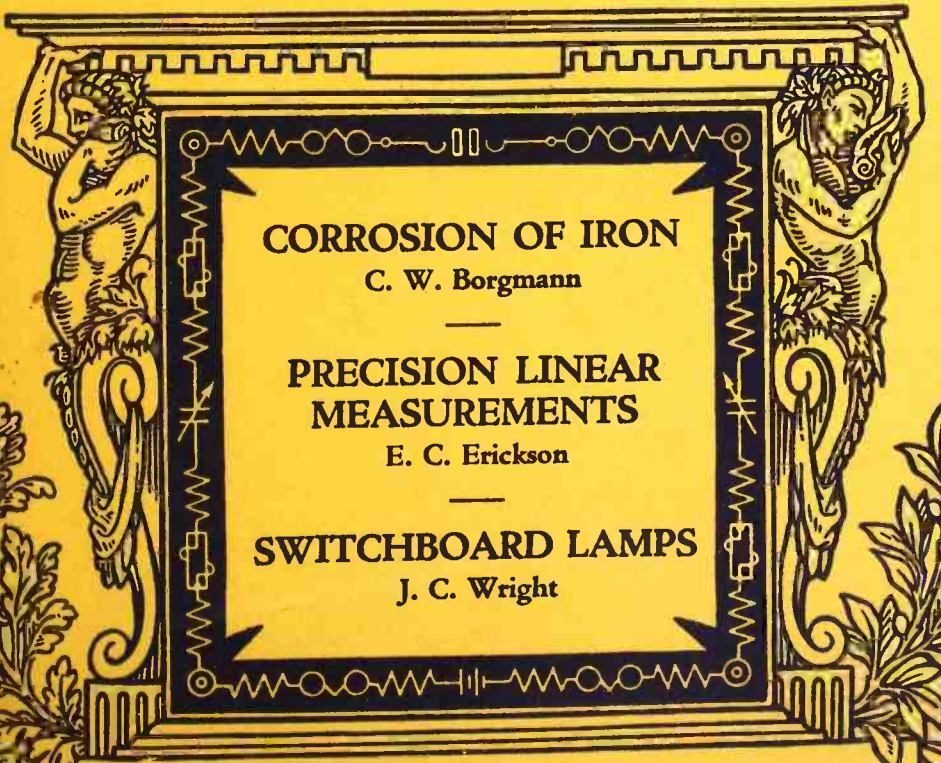 CORROSION OF IRON
C. W. Borgmann
PRECISION LINEAR
MEASUREMENTS
E. C. Erickson
SWITCHBOARD LAMPS
J. C. Wright